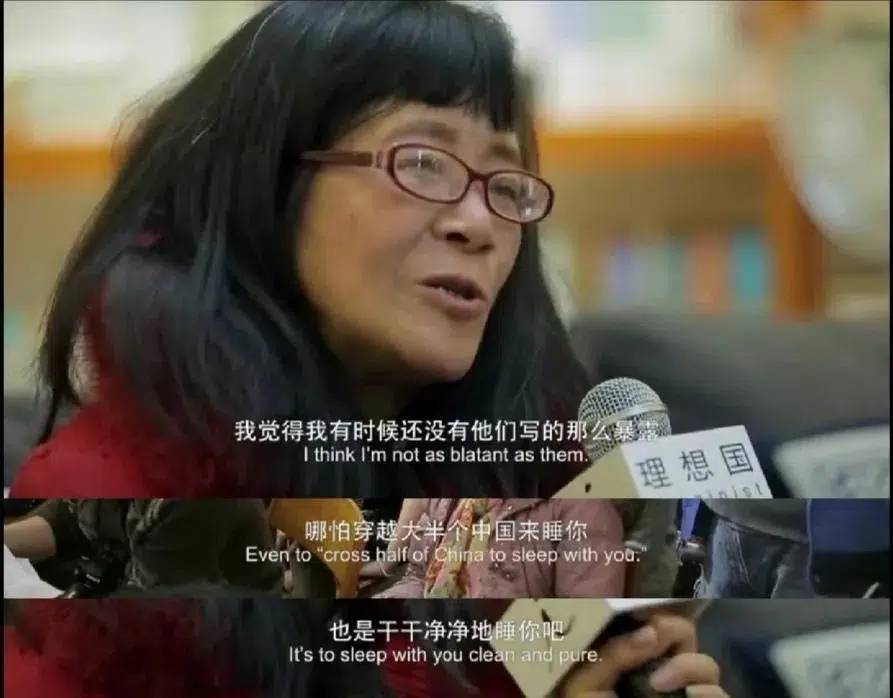 我觉得我有时候还没有他们写的那么暴露
I think I'm not as blatant as them.
理想国
哪怕穿越大半个中国来睡你
Even to "cross half of China to sleep with you."
也是干干净净地睡你吧
It's to sleep with you clean and pure.